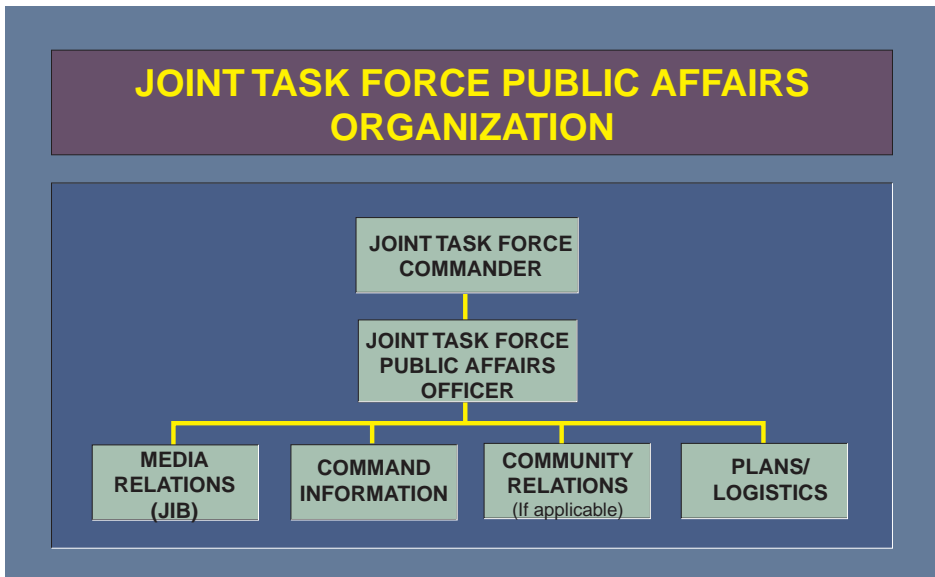 JOINT TASK FORCE PUBLIC AFFAIRS
ORGANIZATION
JOINT TASK FORCE
COMMANDER
JOINT TASK FORCE
PUBLIC AFFAIRS
OFFICER
MEDIA
RELATIONS
(JIB)
COMMAND
INFORMATION
COMMUNITY
RELATIONS
(If applicable)
PLANS/
LOGISTICS